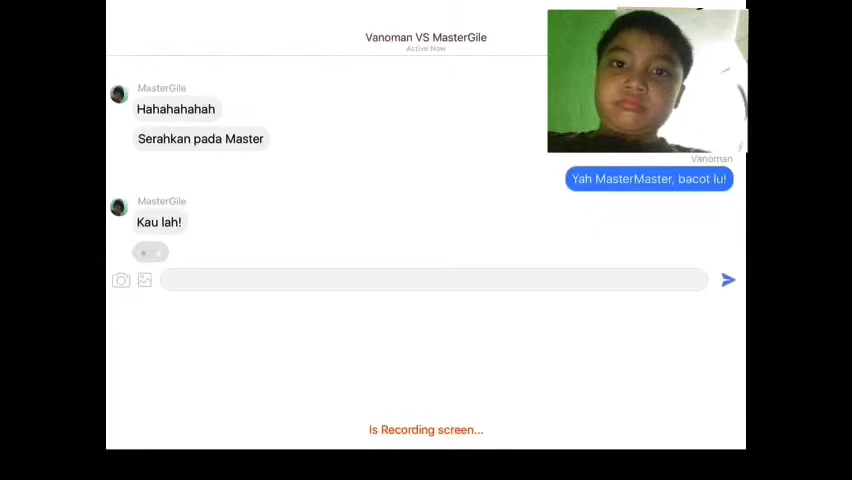 Vanoman VS MasterGile
Active Now
MasterGile
Hahahahahah
Serahkan pada Master
Vanoman
Yah MasterMaster, bacot lu!
MasterGile
Kau lah!
Is Recording screen...